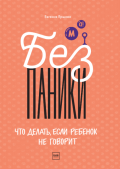 Без
паники
ЧТО ДЕЛАТЬ, ЕСЛИ РЕБЕНОК
НЕ ГОВОРИТ